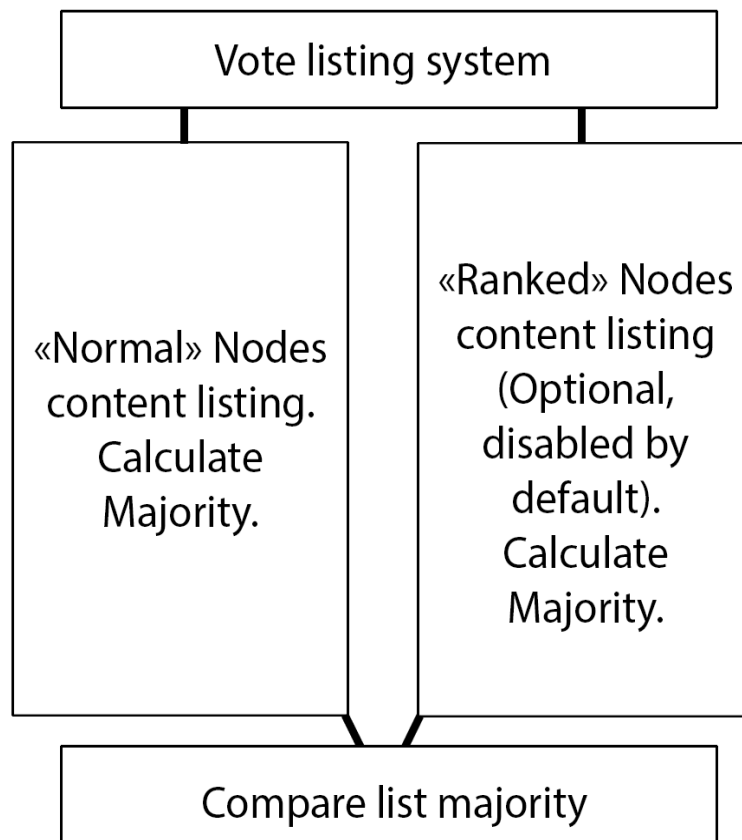 Vote listing system
«Normal» Nodes
content listing.
Calculate
Majority.
«Ranked» Nodes
content listing
(Optional,
disabled by
default).
Calculate
Majority.
Compare list majority